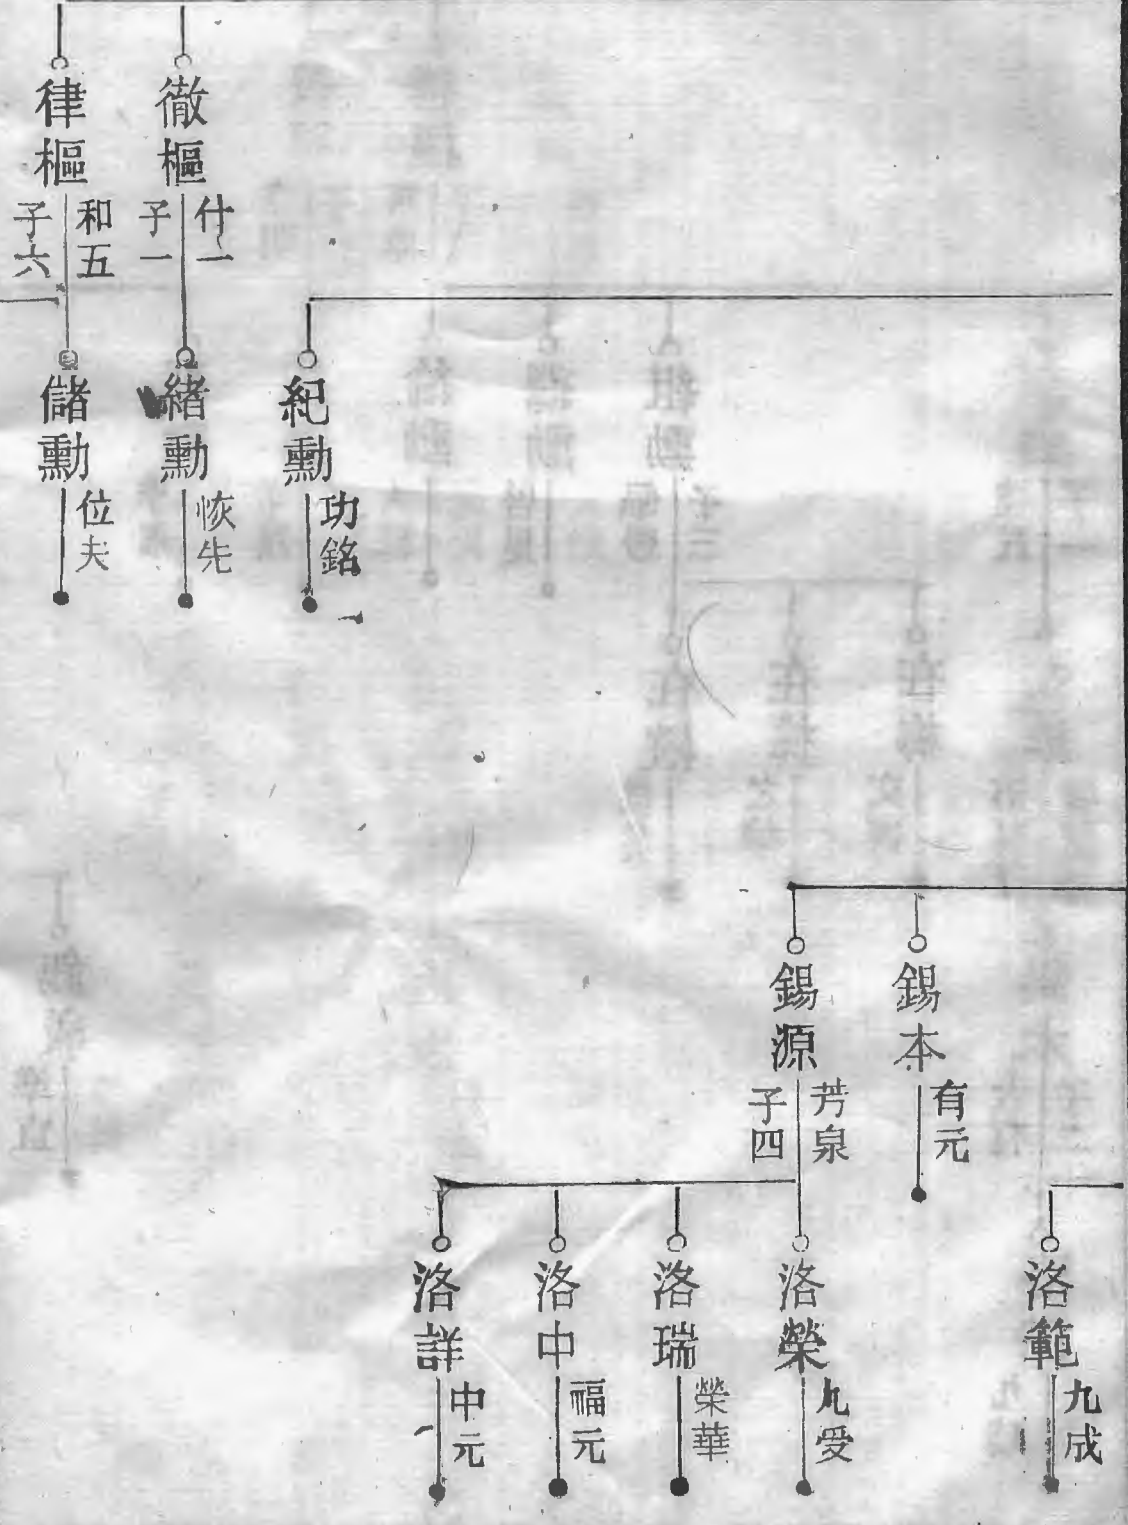 徹樞
什一
子一
律樞
和五
子六
紀勳
功銘
緒勳
恢先
儲勳
位夫
錫本
有元
錫源
芳泉
子四
洛範
九成
洛榮
九受
洛瑞
榮華
洛中
福元
洛詳
中元